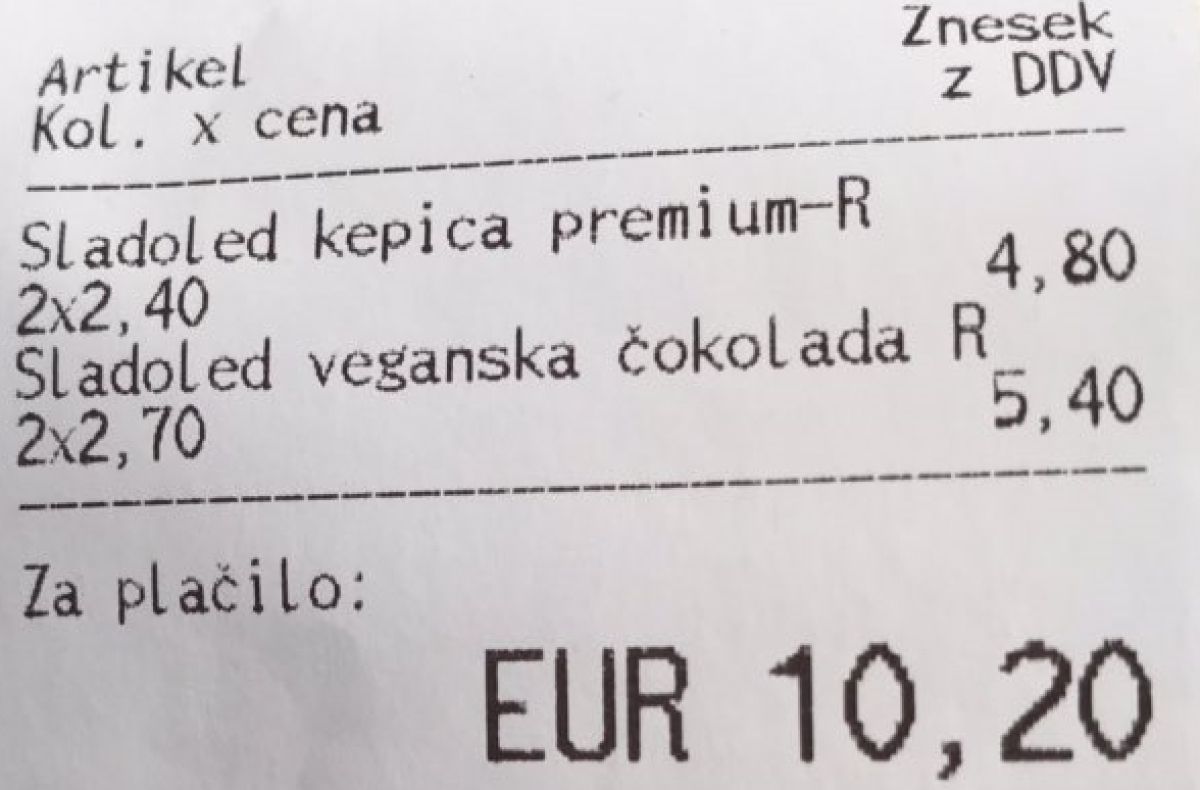 Znesek
Artikel z DDV
Kol. x cena
Sladoled kepica premium-R
2x2,40 4,80
Sladoled veganska čokolada R
2x2,70 5,40
Za plačilo:
EUR 10,20